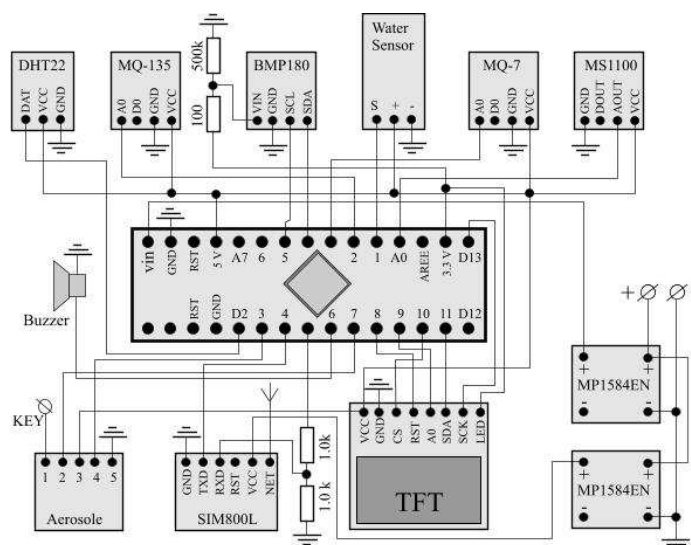 DHT22
DAT VCC GND
MQ-135
A0 D0 GND VCC
500k
100
BMP180
VIN GND SCL SDA
Water
Sensor
S + -
MQ-7
A0 D0 GND VCC
MS1100
GND DOUT AOUT VCC
vin GND RST 5 V A7 6 5 2 1 A0 AREE 3.3 V D13
RST GND D2 3 4 6 7 8 9 10 11 D12
Buzzer
+
MP1584EN
+ +
- -
KEY
1 2 3 4 5
Aerosole
GND TXD RXD RST VCC NET
SIM800L
1.0k
1.0 k
VCC GND CS RST A0 SDA SCK LED
TFT
+ +
MP1584EN
- -